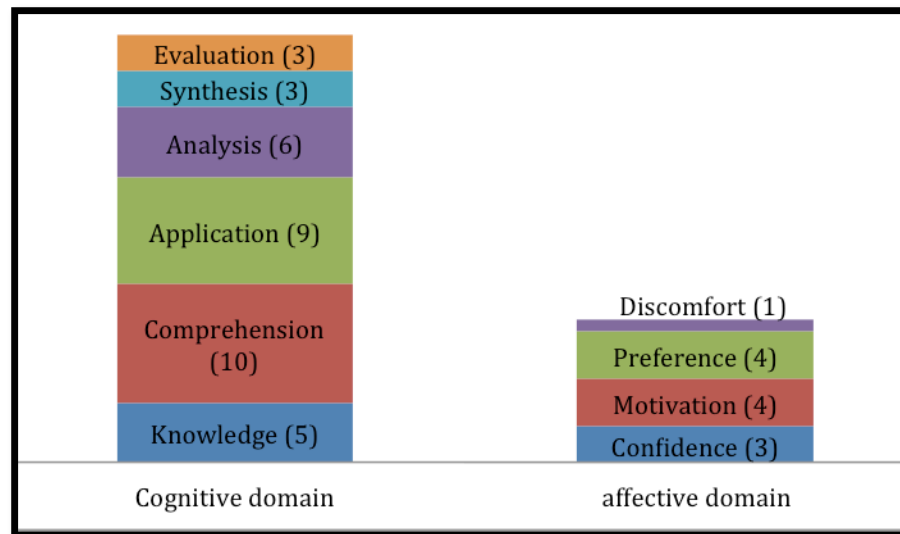 Evaluation (3)
Synthesis (3)
Analysis (6)
Application (9)
Comprehension
(10)
Knowledge (5)
Discomfort (1)
Preference (4)
Motivation (4)
Confidence (3)
Cognitive domain
affective domain